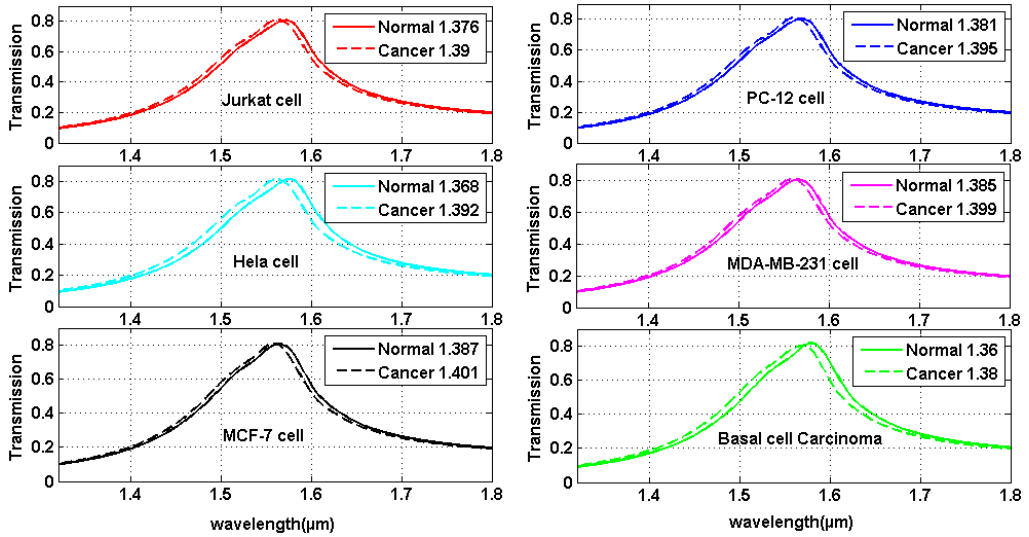 Transmission
0.8
0.6
0.4
0.2
0
Normal 1.376
Cancer 1.39
Jurkat cell
1.4
1.5
1.6
1.7
1.8
Transmission
0.8
0.6
0.4
0.2
0
Normal 1.381
Cancer 1.395
PC-12 cell
1.4
1.5
1.6
1.7
1.8
Transmission
0.8
0.6
0.4
0.2
0
Normal 1.368
Cancer 1.392
Hela cell
1.4
1.5
1.6
1.7
1.8
Transmission
0.8
0.6
0.4
0.2
0
Normal 1.385
Cancer 1.399
MDA-MB-231 cell
1.4
1.5
1.6
1.7
1.8
Transmission
0.8
0.6
0.4
0.2
0
Normal 1.387
Cancer 1.401
MCF-7 cell
1.4
1.5
1.6
1.7
1.8
wavelength(µm)
Transmission
0.8
0.6
0.4
0.2
0
Normal 1.36
Cancer 1.38
Basal cell Carcinoma
1.4
1.5
1.6
1.7
1.8
wavelength(µm)